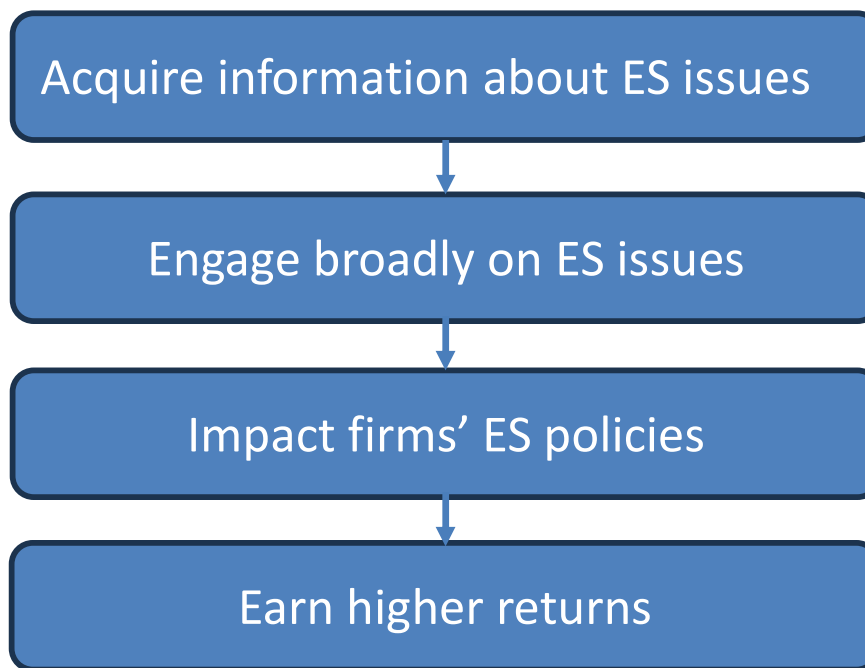 Acquire information about ES issues
Engage broadly on ES issues
Impact firms’ ES policies
Earn higher returns